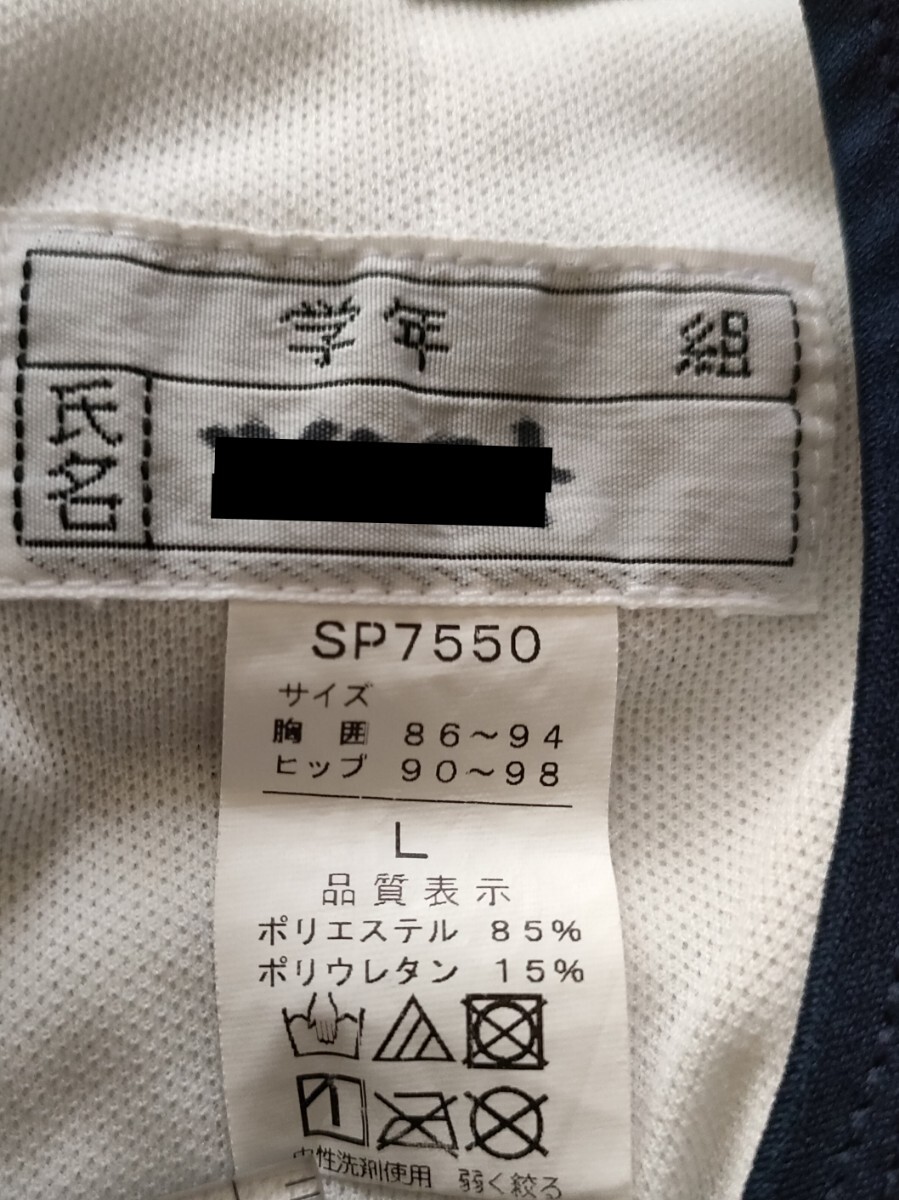 学年 組
氏名
SP7550
サイズ
胸囲 86～94
ヒップ 90～98
L
品質表示
ポリエステル 85%
ポリウレタン 15%
中性洗剤使用 弱く絞る